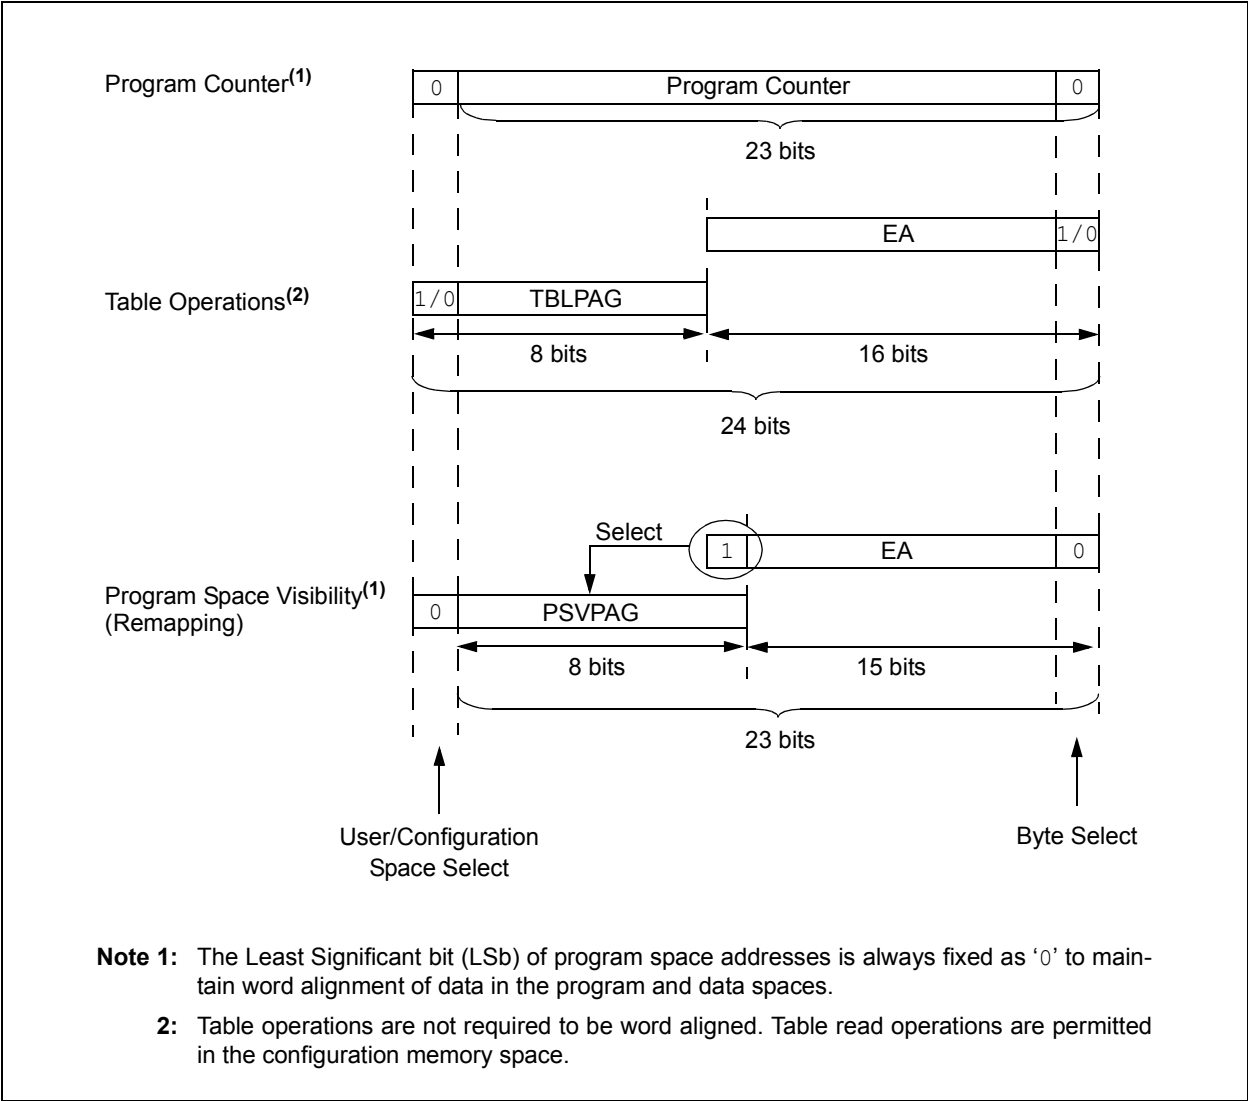 Program Counter(1)
0
Program Counter
0
23 bits
EA
1/0
Table Operations(2)
1/0
TBLPAG
8 bits
16 bits
24 bits
Select
1
EA
0
Program Space Visibility(1)
(Remapping)
0
PSVPAG
8 bits
15 bits
23 bits
User/Configuration
Space Select
Byte Select
Note 1: The Least Significant bit (LSb) of program space addresses is always fixed as ‘0’ to main-
tain word alignment of data in the program and data spaces.
2: Table operations are not required to be word aligned. Table read operations are permitted
in the configuration memory space.